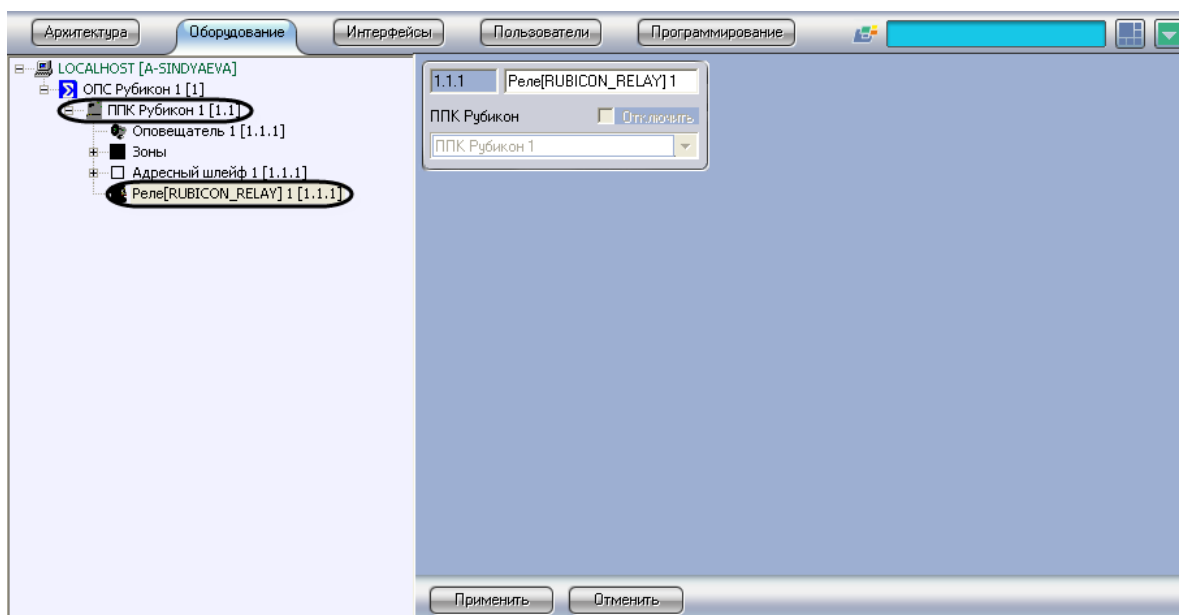 Архитектура Оборудование Интерфейсы Пользователи Программирование
LOCALHOST [A-SINDYAEVA]
ОПС Рубикон 1 [1]
ППК Рубикон 1 [1.1]
Оповещатель 1 [1.1.1]
Зоны
Адресный шлейф 1 [1.1.1]
Реле[RUBICON_RELAY] 1 [1.1.1]
1.1.1 Реле[RUBICON_RELAY] 1
ППК Рубикон Отключить
ППК Рубикон 1
Применить Отменить